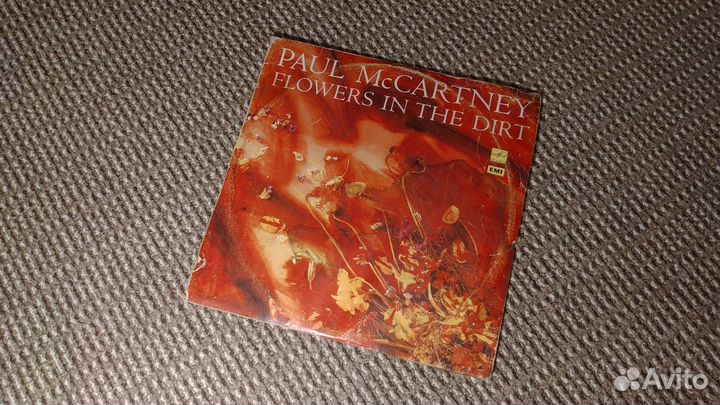 PAUL McCARTNEY
FLOWERS IN THE DIRT
EMI
Avito